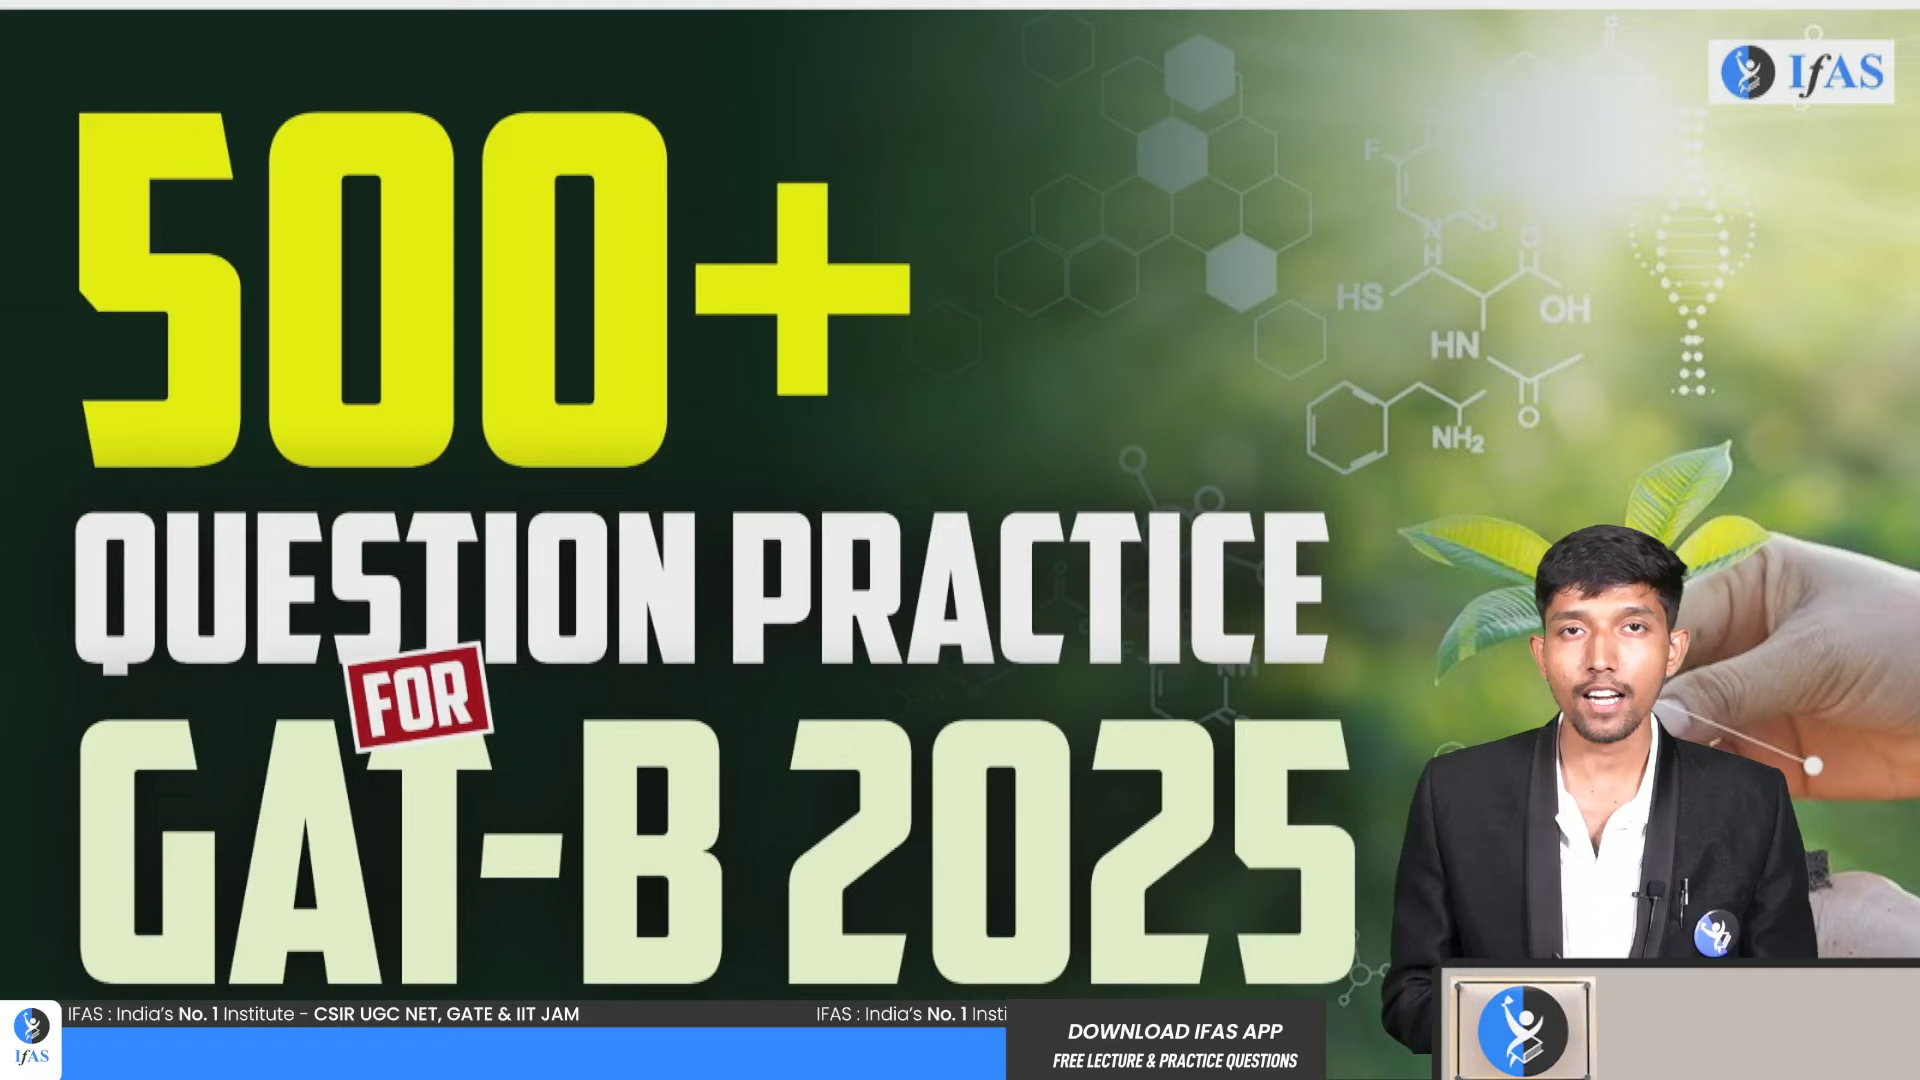 IfAS
500+
QUESTION PRACTICE
FOR
GAT-B 2025
F
N
H
O
HS
OH
HN
O
NH2
IFAS : India's No. 1 Institute - CSIR UGC NET, GATE & IIT JAM
IFAS : India's No. 1 Insti
DOWNLOAD IFAS APP
FREE LECTURE & PRACTICE QUESTIONS
IfAS